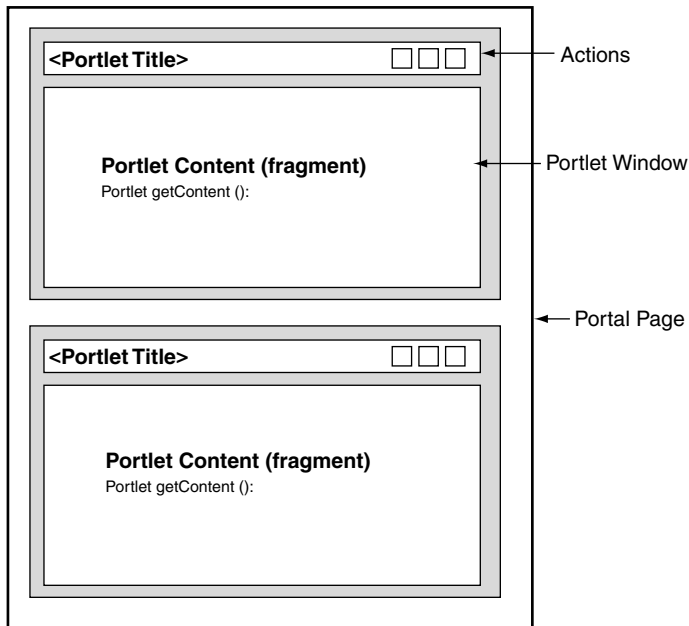 <Portlet Title>
Actions
Portlet Content (fragment)
Portlet getContent ():
Portlet Window
Portal Page
<Portlet Title>
Portlet Content (fragment)
Portlet getContent ():